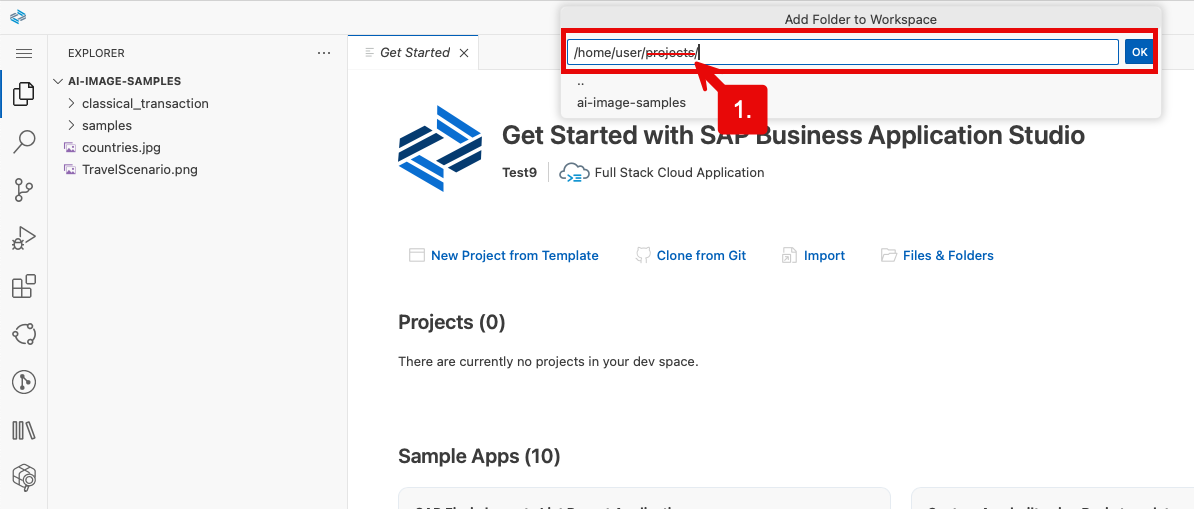 Add Folder to Workspace
/home/user/projects/
OK
..
ai-image-samples
1.
EXPLORER
...
Get Started
AI-IMAGE-SAMPLES
classical_transaction
samples
countries.jpg
TravelScenario.png
Get Started with SAP Business Application Studio
Test9
Full Stack Cloud Application
New Project from Template
Clone from Git
Import
Files & Folders
Projects (0)
There are currently no projects in your dev space.
Sample Apps (10)